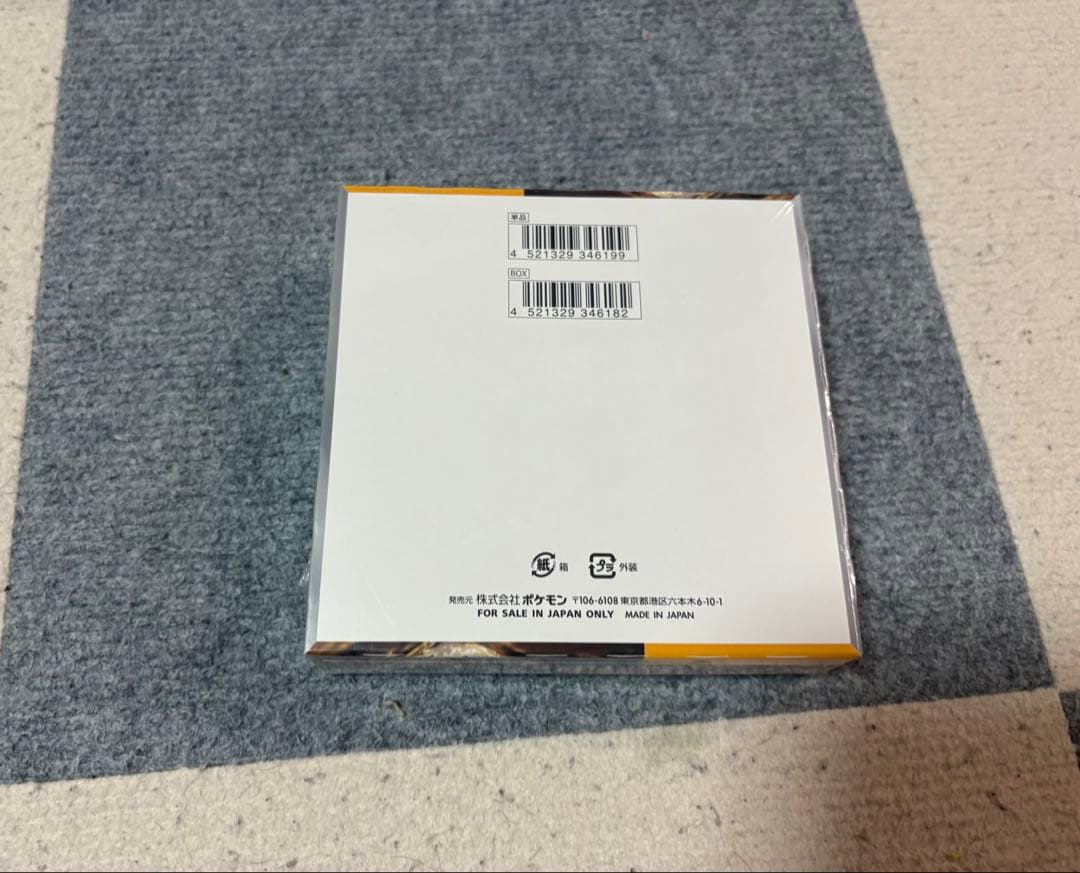 単品
4 521329 346199
BOX
4 521329 346182
紙 箱 プラ 外装
発売元 株式会社ポケモン 〒106-6108 東京都港区六本木6-10-1
FOR SALE IN JAPAN ONLY MADE IN JAPAN